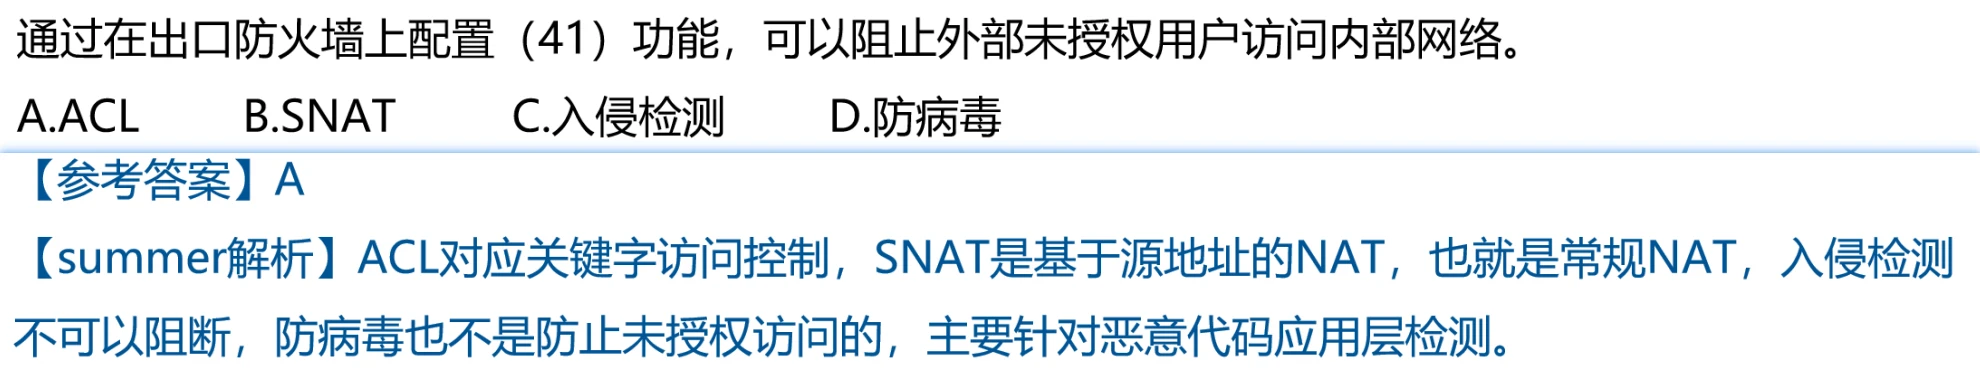 通过在出口防火墙上配置（41）功能，可以阻止外部未授权用户访问内部网络。
A.ACL B.SNAT C.入侵检测 D.防病毒
【参考答案】A
【summer解析】ACL对应关键字访问控制，SNAT是基于源地址的NAT，也就是常规NAT，入侵检测
不可以阻断，防病毒也不是防止未授权访问的，主要针对恶意代码应用层检测。